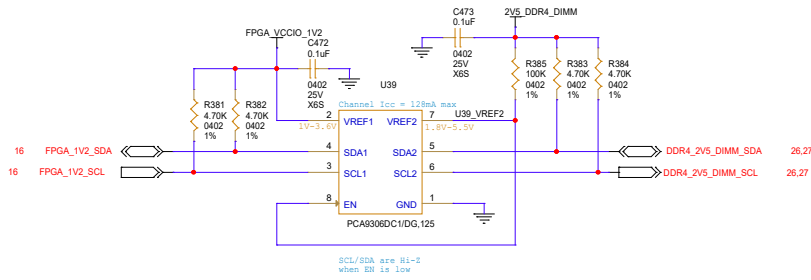 C473
0.1uF
2V5_DDR4_DIMM
FPGA_VCCIO_1V2
C472
0.1uF
0402
25V
X6S
0402
25V
X6S
R385
100K
0402
1%
R383
4.70K
0402
1%
R384
4.70K
0402
1%
R381
4.70K
0402
1%
R382
4.70K
0402
1%
U39
Channel Icc = 128mA max
2 VREF1 VREF2 7 U39_VREF2
1V-3.6V 1.8V-5.5V
16 FPGA_1V2_SDA 4 SDA1 SDA2 5 DDR4_2V5_DIMM_SDA 26,27
16 FPGA_1V2_SCL 3 SCL1 SCL2 6 DDR4_2V5_DIMM_SCL 26,27
8 EN GND 1
PCA9306DC1/DG,125
SCL/SDA are Hi-Z
when EN is low